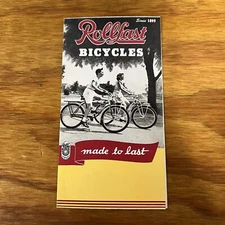 Since 1895
Rollfast
BICYCLES
made to last